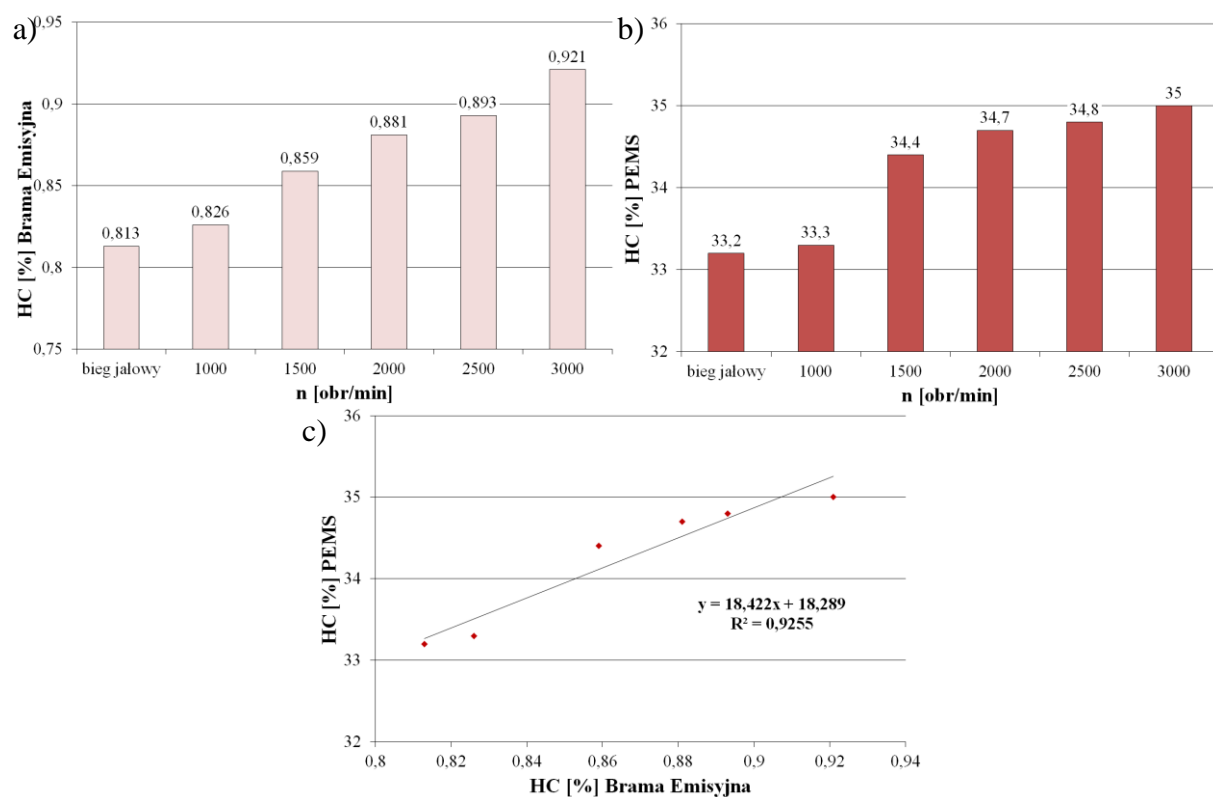 a)
0,95
0,9
0,85
0,8
0,75
HC [%] Brama Emisyjna
0,813
0,826
0,859
0,881
0,893
0,921
bieg jałowy 1000 1500 2000 2500 3000
n [obr/min]
b)
36
35
34
33
32
HC [%] PEMS
33,2
33,3
34,4
34,7
34,8
35
bieg jałowy 1000 1500 2000 2500 3000
n [obr/min]
c)
36
35
34
33
32
HC [%] PEMS
y = 18,422x + 18,289
R² = 0,9255
0,8 0,82 0,84 0,86 0,88 0,9 0,92 0,94
HC [%] Brama Emisyjna